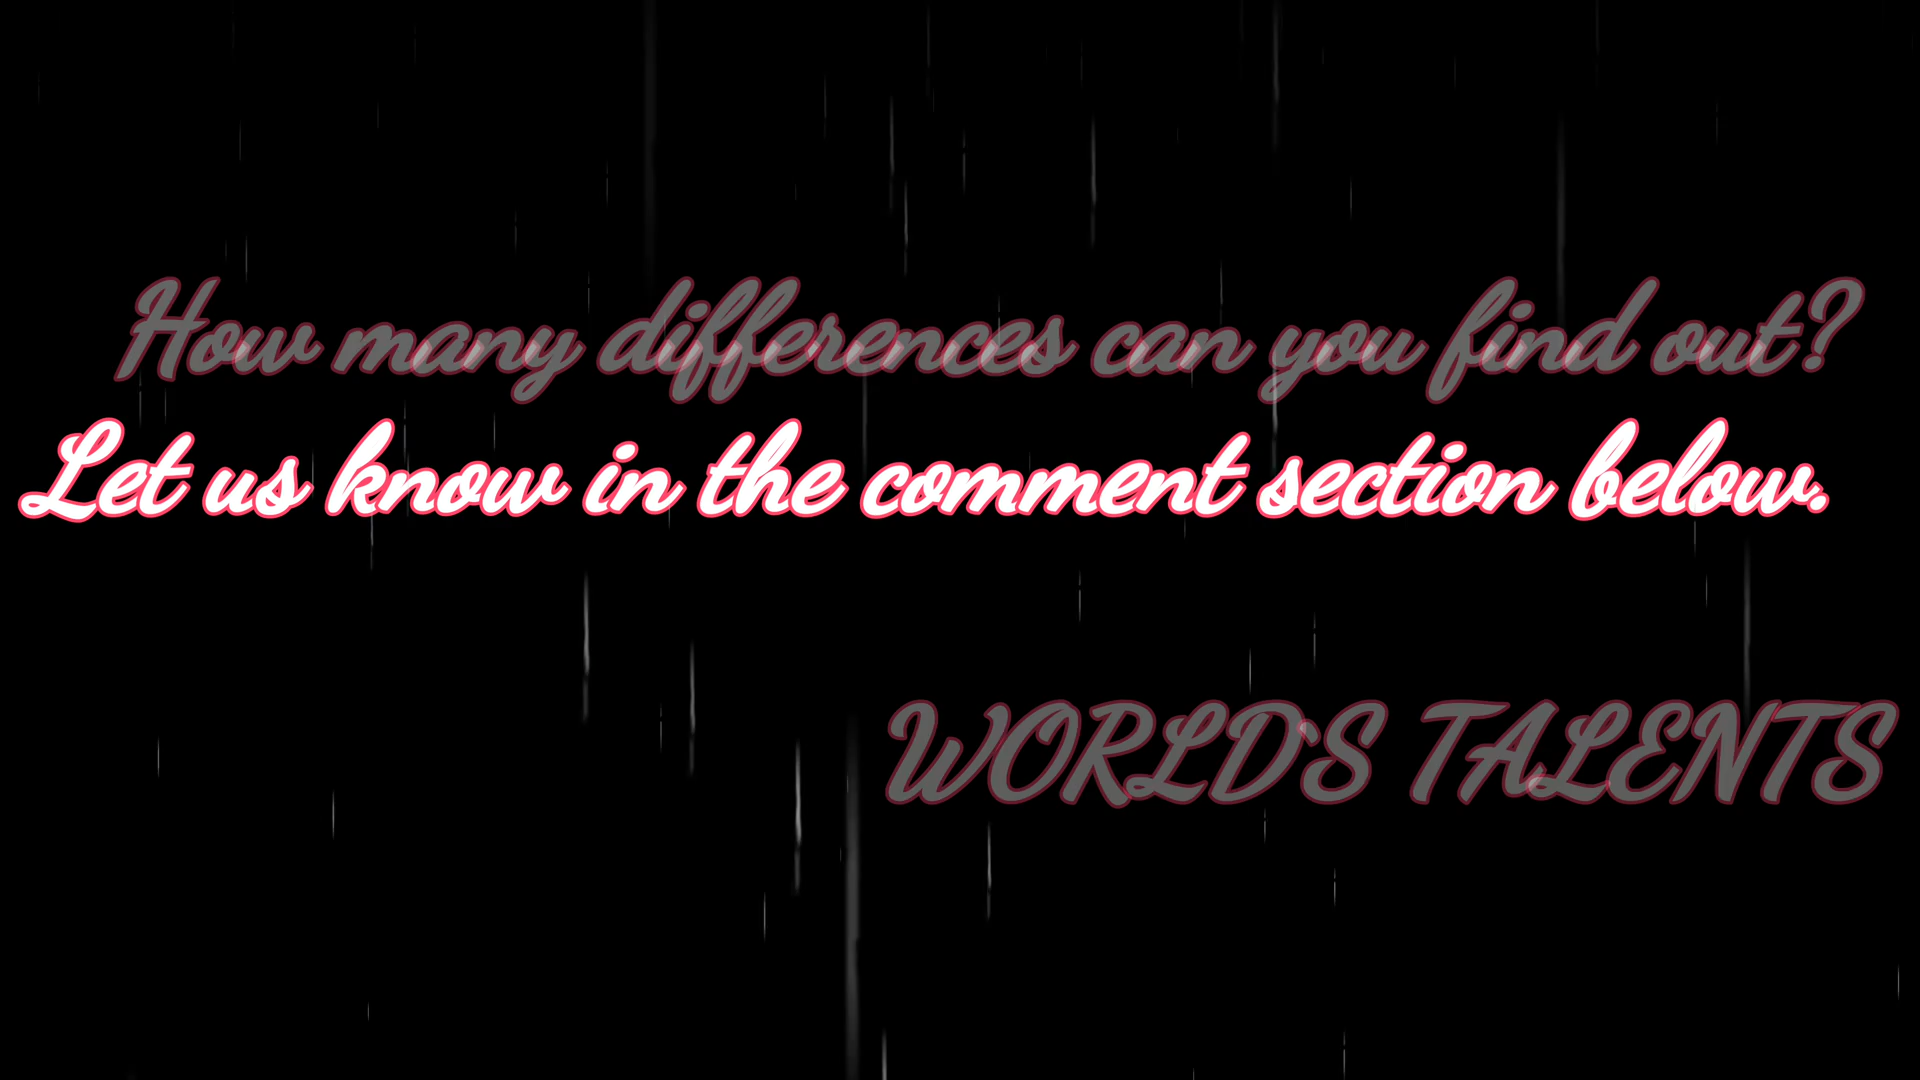 How many differences can you find out?
Let us know in the comment section below.
WORLD`S TALENTS